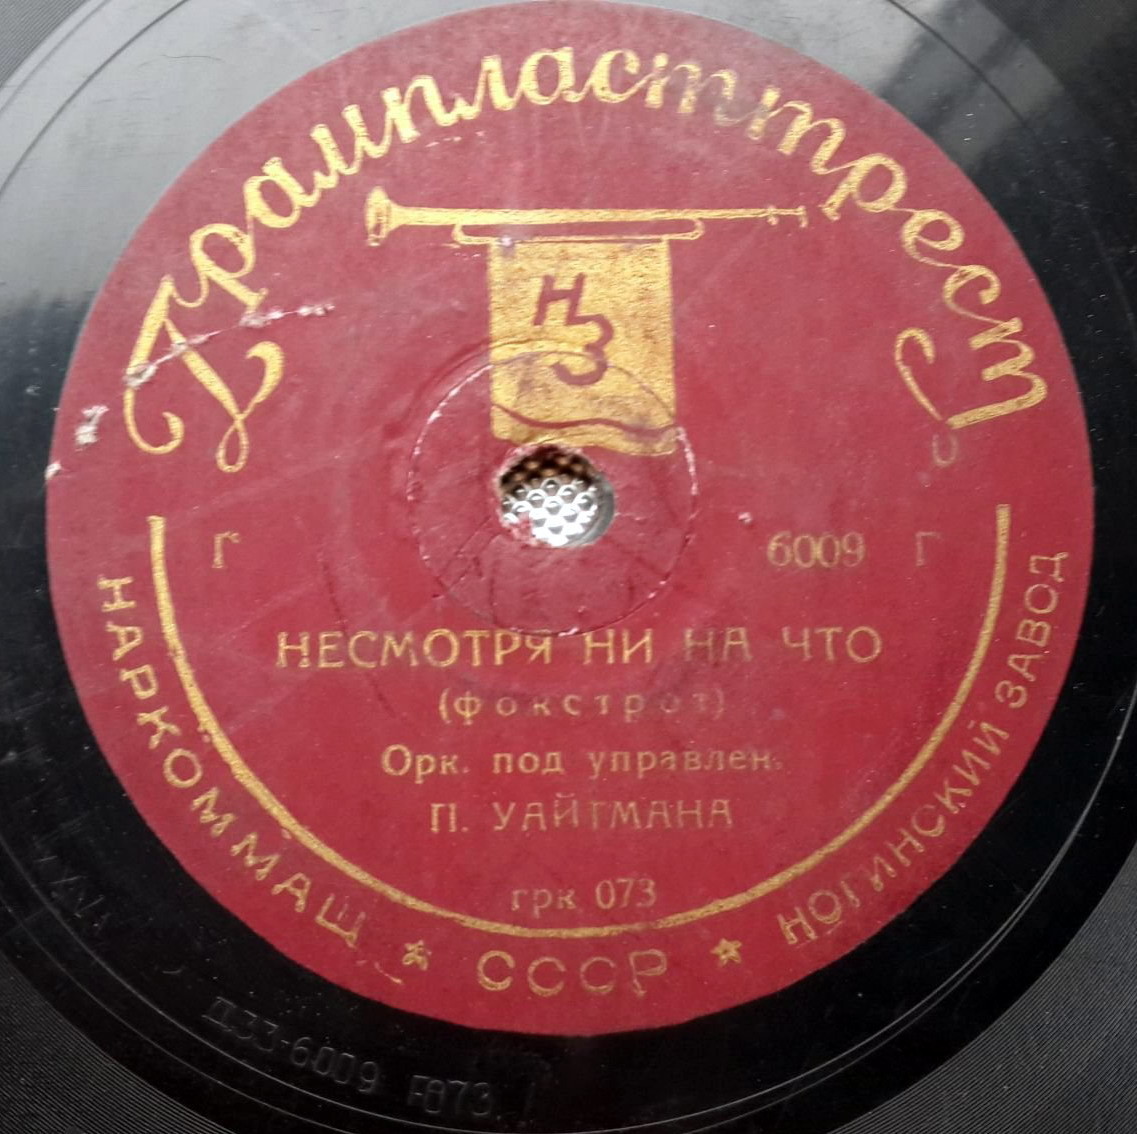 Грампласттрест
НЗ
Г 6009 Г
НЕСМОТРЯ НИ НА ЧТО
(фокстрот)
Орк. под управлен.
П. УАЙТМАНА
грк 073
НАРКОММАШ ★ СССР ★ НОГИНСКИЙ ЗАВОД
Д33-6009